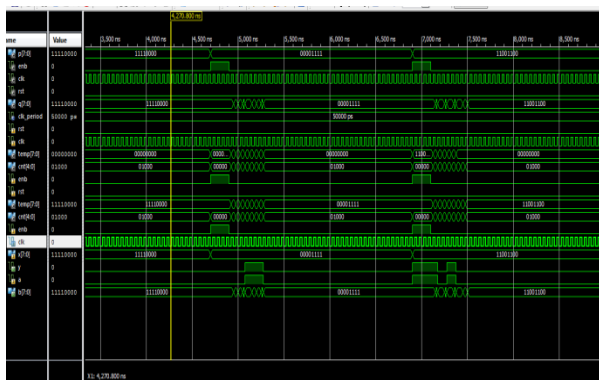 4,270.800 ns
Value
3,500 ns 4,000 ns 4,500 ns 5,000 ns 5,500 ns 6,000 ns 6,500 ns 7,000 ns 7,500 ns 8,000 ns 8,500 ns
p[7:0] 11110000 11110000 00001111 11001100
enb 0
clk 0
rst 0
q[7:0] 11110000 11110000 00001111 11001100
clk_period 50000 ps 50000 ps
rst 0
clk 0
temp[7:0] 00000000 00000000 0000... 00000000 1100... 00000000
cnt[4:0] 01000 01000 00000 01000 00000 01000
enb 0
rst 0
temp[7:0] 11110000 11110000 00001111 11001100
cnt[4:0] 01000 01000 00000 01000 00000 01000
enb 0
clk 0
x[7:0] 11110000 11110000 00001111 11001100
y 0
a 0
b[7:0] 11110000 11110000 00001111 11001100
X1: 4,270.800 ns